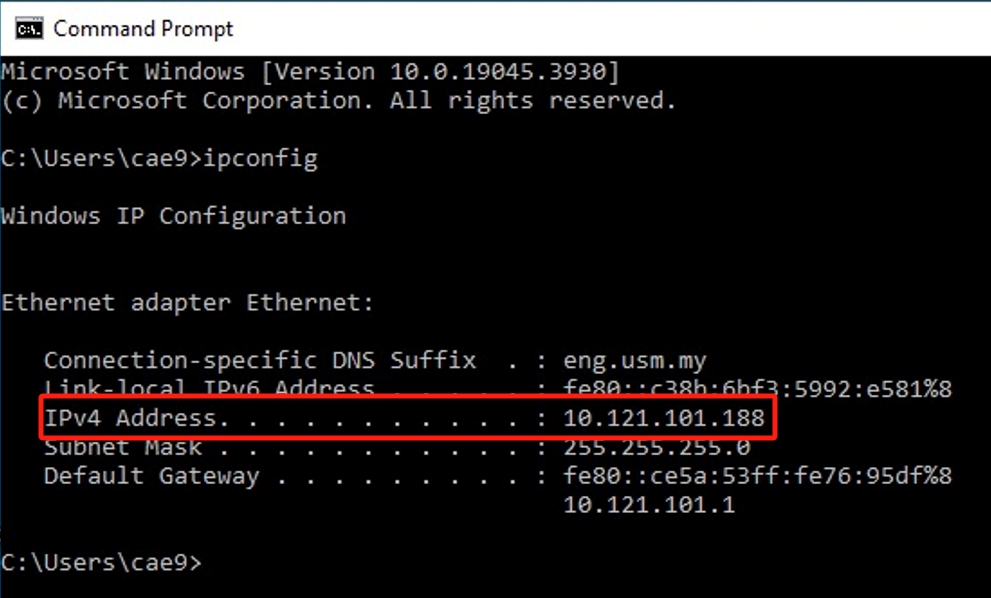 Command Prompt
Microsoft Windows [Version 10.0.19045.3930]
(c) Microsoft Corporation. All rights reserved.
C:\Users\cae9>ipconfig
Windows IP Configuration
Ethernet adapter Ethernet:
Connection-specific DNS Suffix . : eng.usm.my
Link-local IPv6 Address . . . . . : fe80::c38b:6bf3:5992:e581%8
IPv4 Address. . . . . . . . . . . : 10.121.101.188
Subnet Mask . . . . . . . . . . . : 255.255.255.0
Default Gateway . . . . . . . . . : fe80::ce5a:53ff:fe76:95df%8
10.121.101.1
C:\Users\cae9>